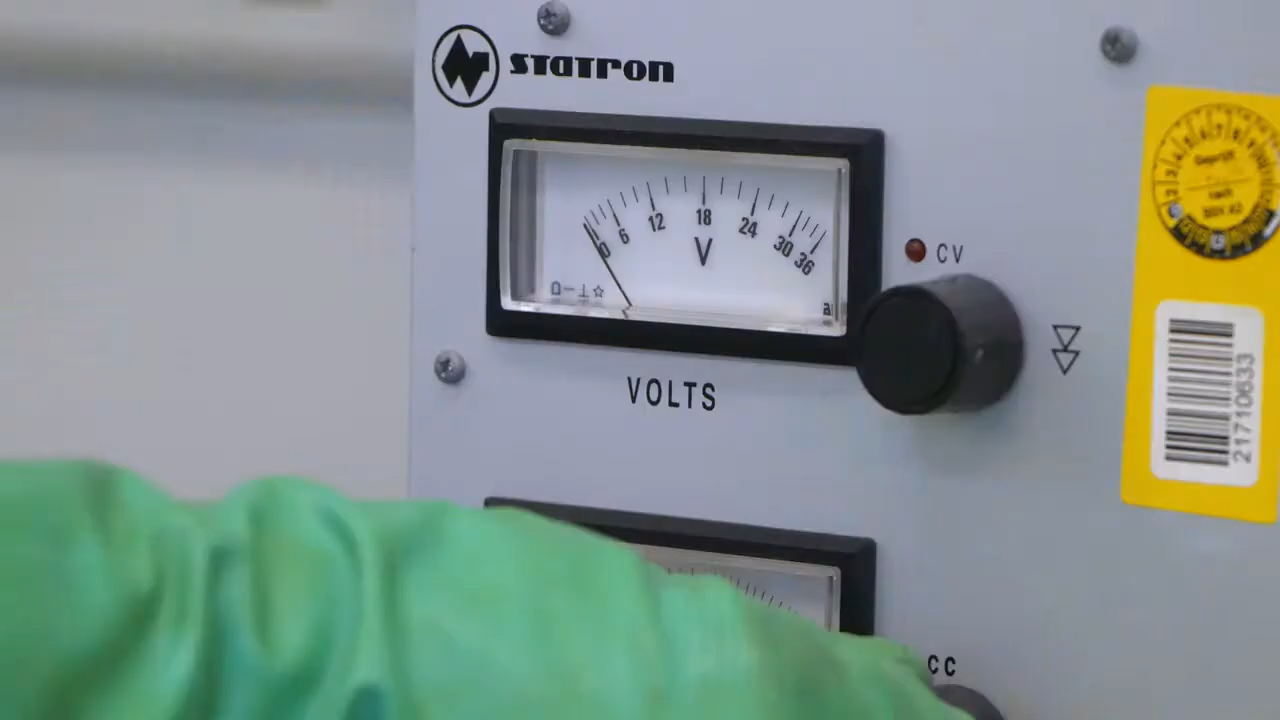 STATRON
0 6 12 18 24 30 36
V
CV
VOLTS
21710633
CC